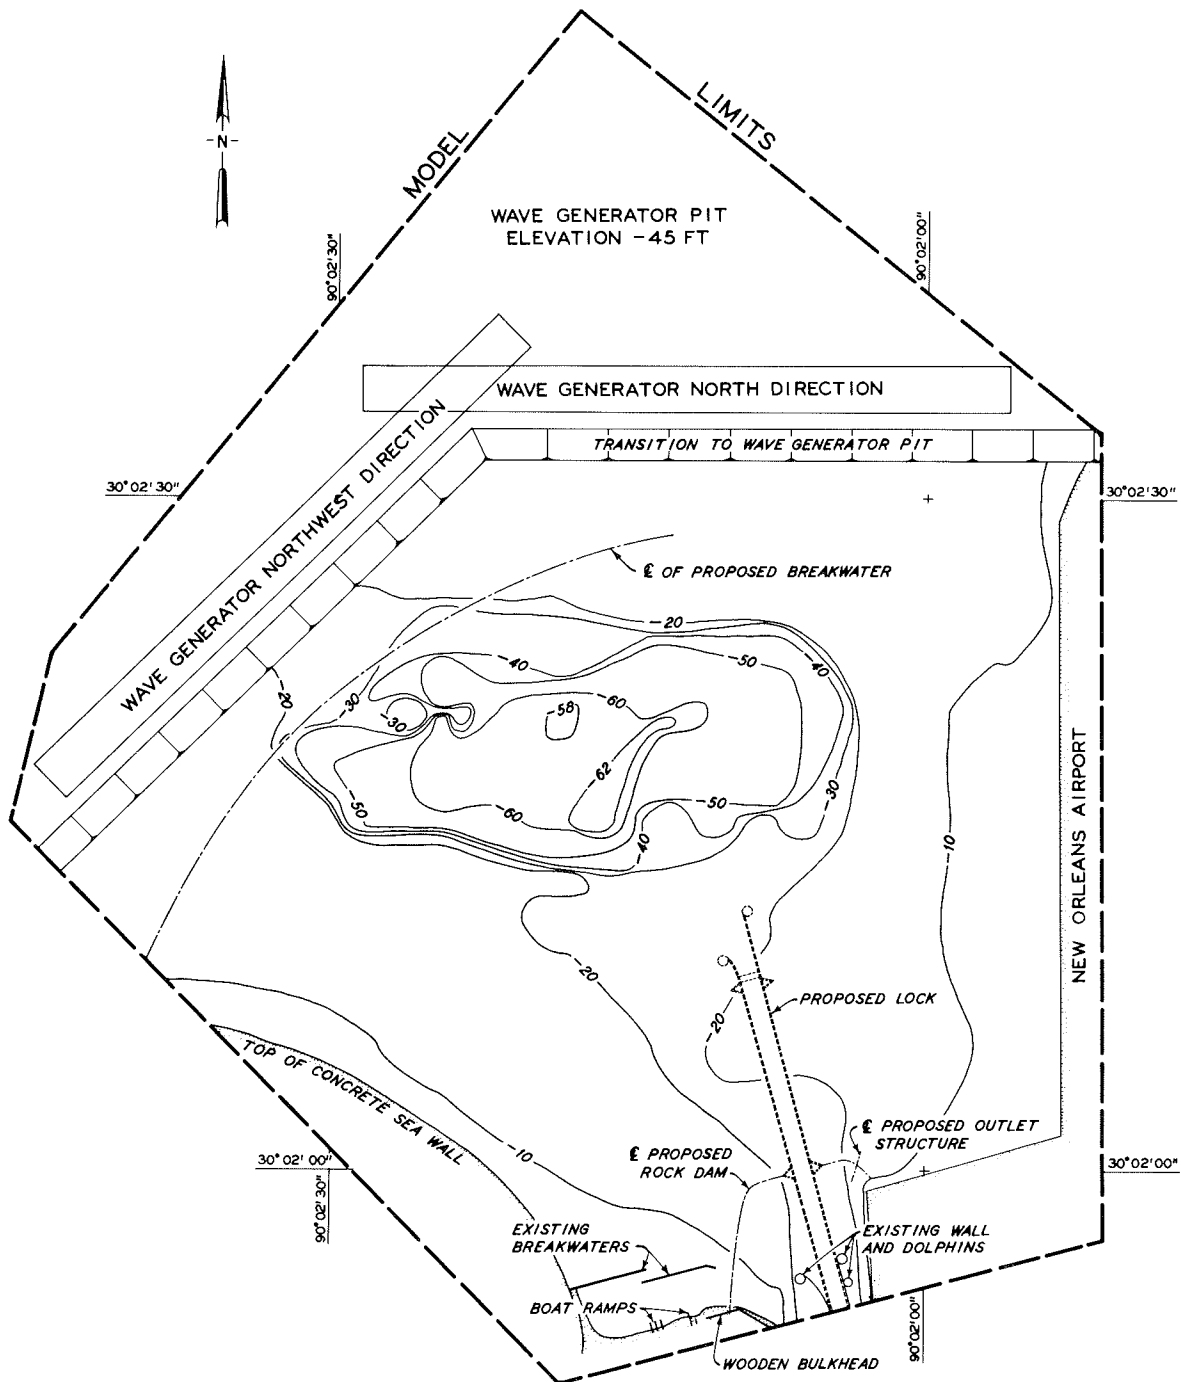 MODEL
LIMITS
-N-
WAVE GENERATOR PIT
ELEVATION -45 FT
90°02'30"
90°02'00"
WAVE GENERATOR NORTH DIRECTION
WAVE GENERATOR NORTHWEST DIRECTION
TRANSITION TO WAVE GENERATOR PIT
30°02'30"
30°02'30"
℄ OF PROPOSED BREAKWATER
-20
-40
-50
-40
-20
-30
-30
-58
-60
-62
-50
-60
-50
-30
-40
-10
NEW ORLEANS AIRPORT
-20
PROPOSED LOCK
-20
TOP OF CONCRETE SEA WALL
-10
℄ PROPOSED OUTLET
STRUCTURE
℄ PROPOSED
ROCK DAM
30°02'00"
30°02'00"
90°02'30"
EXISTING
BREAKWATERS
EXISTING WALL
AND DOLPHINS
BOAT RAMPS
WOODEN BULKHEAD
90°02'00"